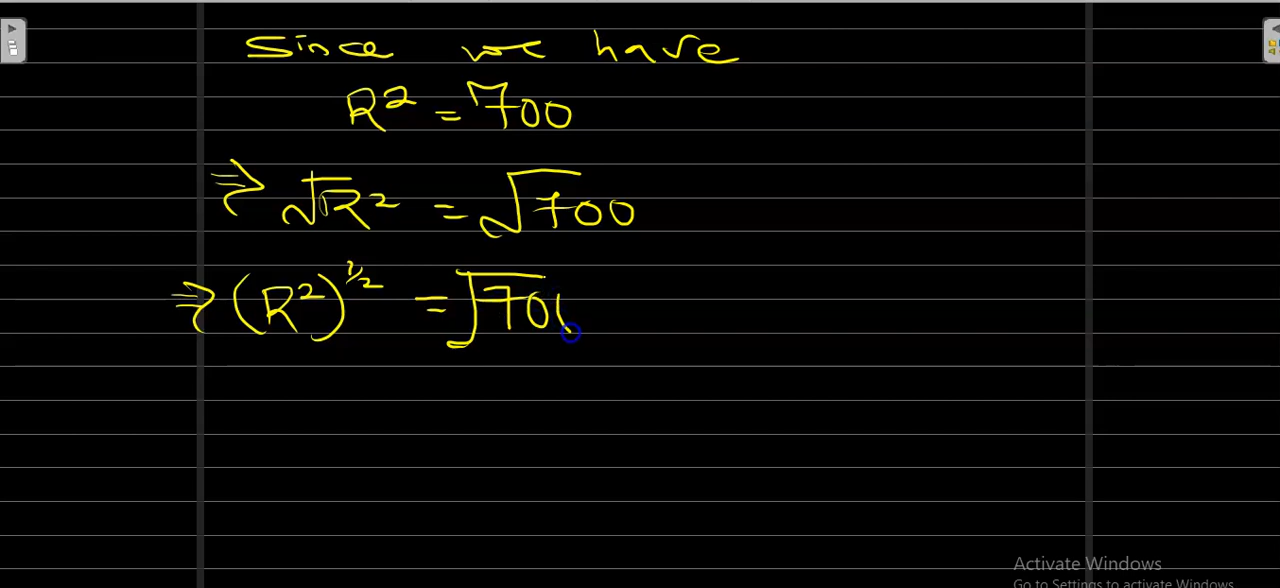 Since we have
R² = 700
⇒ √R² = √700
⇒ (R²)^1/2 = √70(
Activate Windows
Go to Settings to activate Windows.